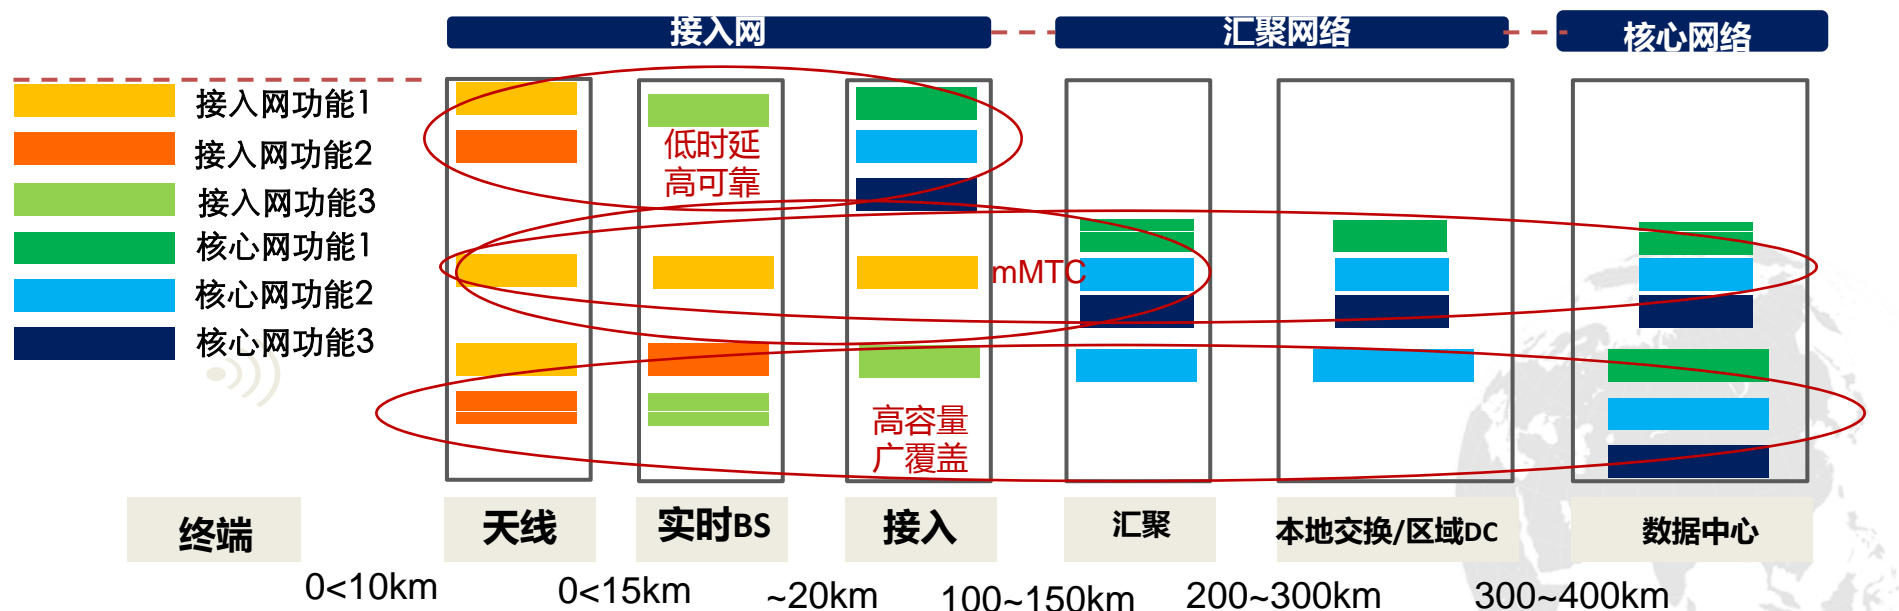 接入网
汇聚网络
核心网络
接入网功能1
接入网功能2
接入网功能3
核心网功能1
核心网功能2
核心网功能3
低时延
高可靠
mMTC
高容量
广覆盖
终端
天线
实时BS
接入
汇聚
本地交换/区域DC
数据中心
0<10km
0<15km
~20km
100~150km
200~300km
300~400km